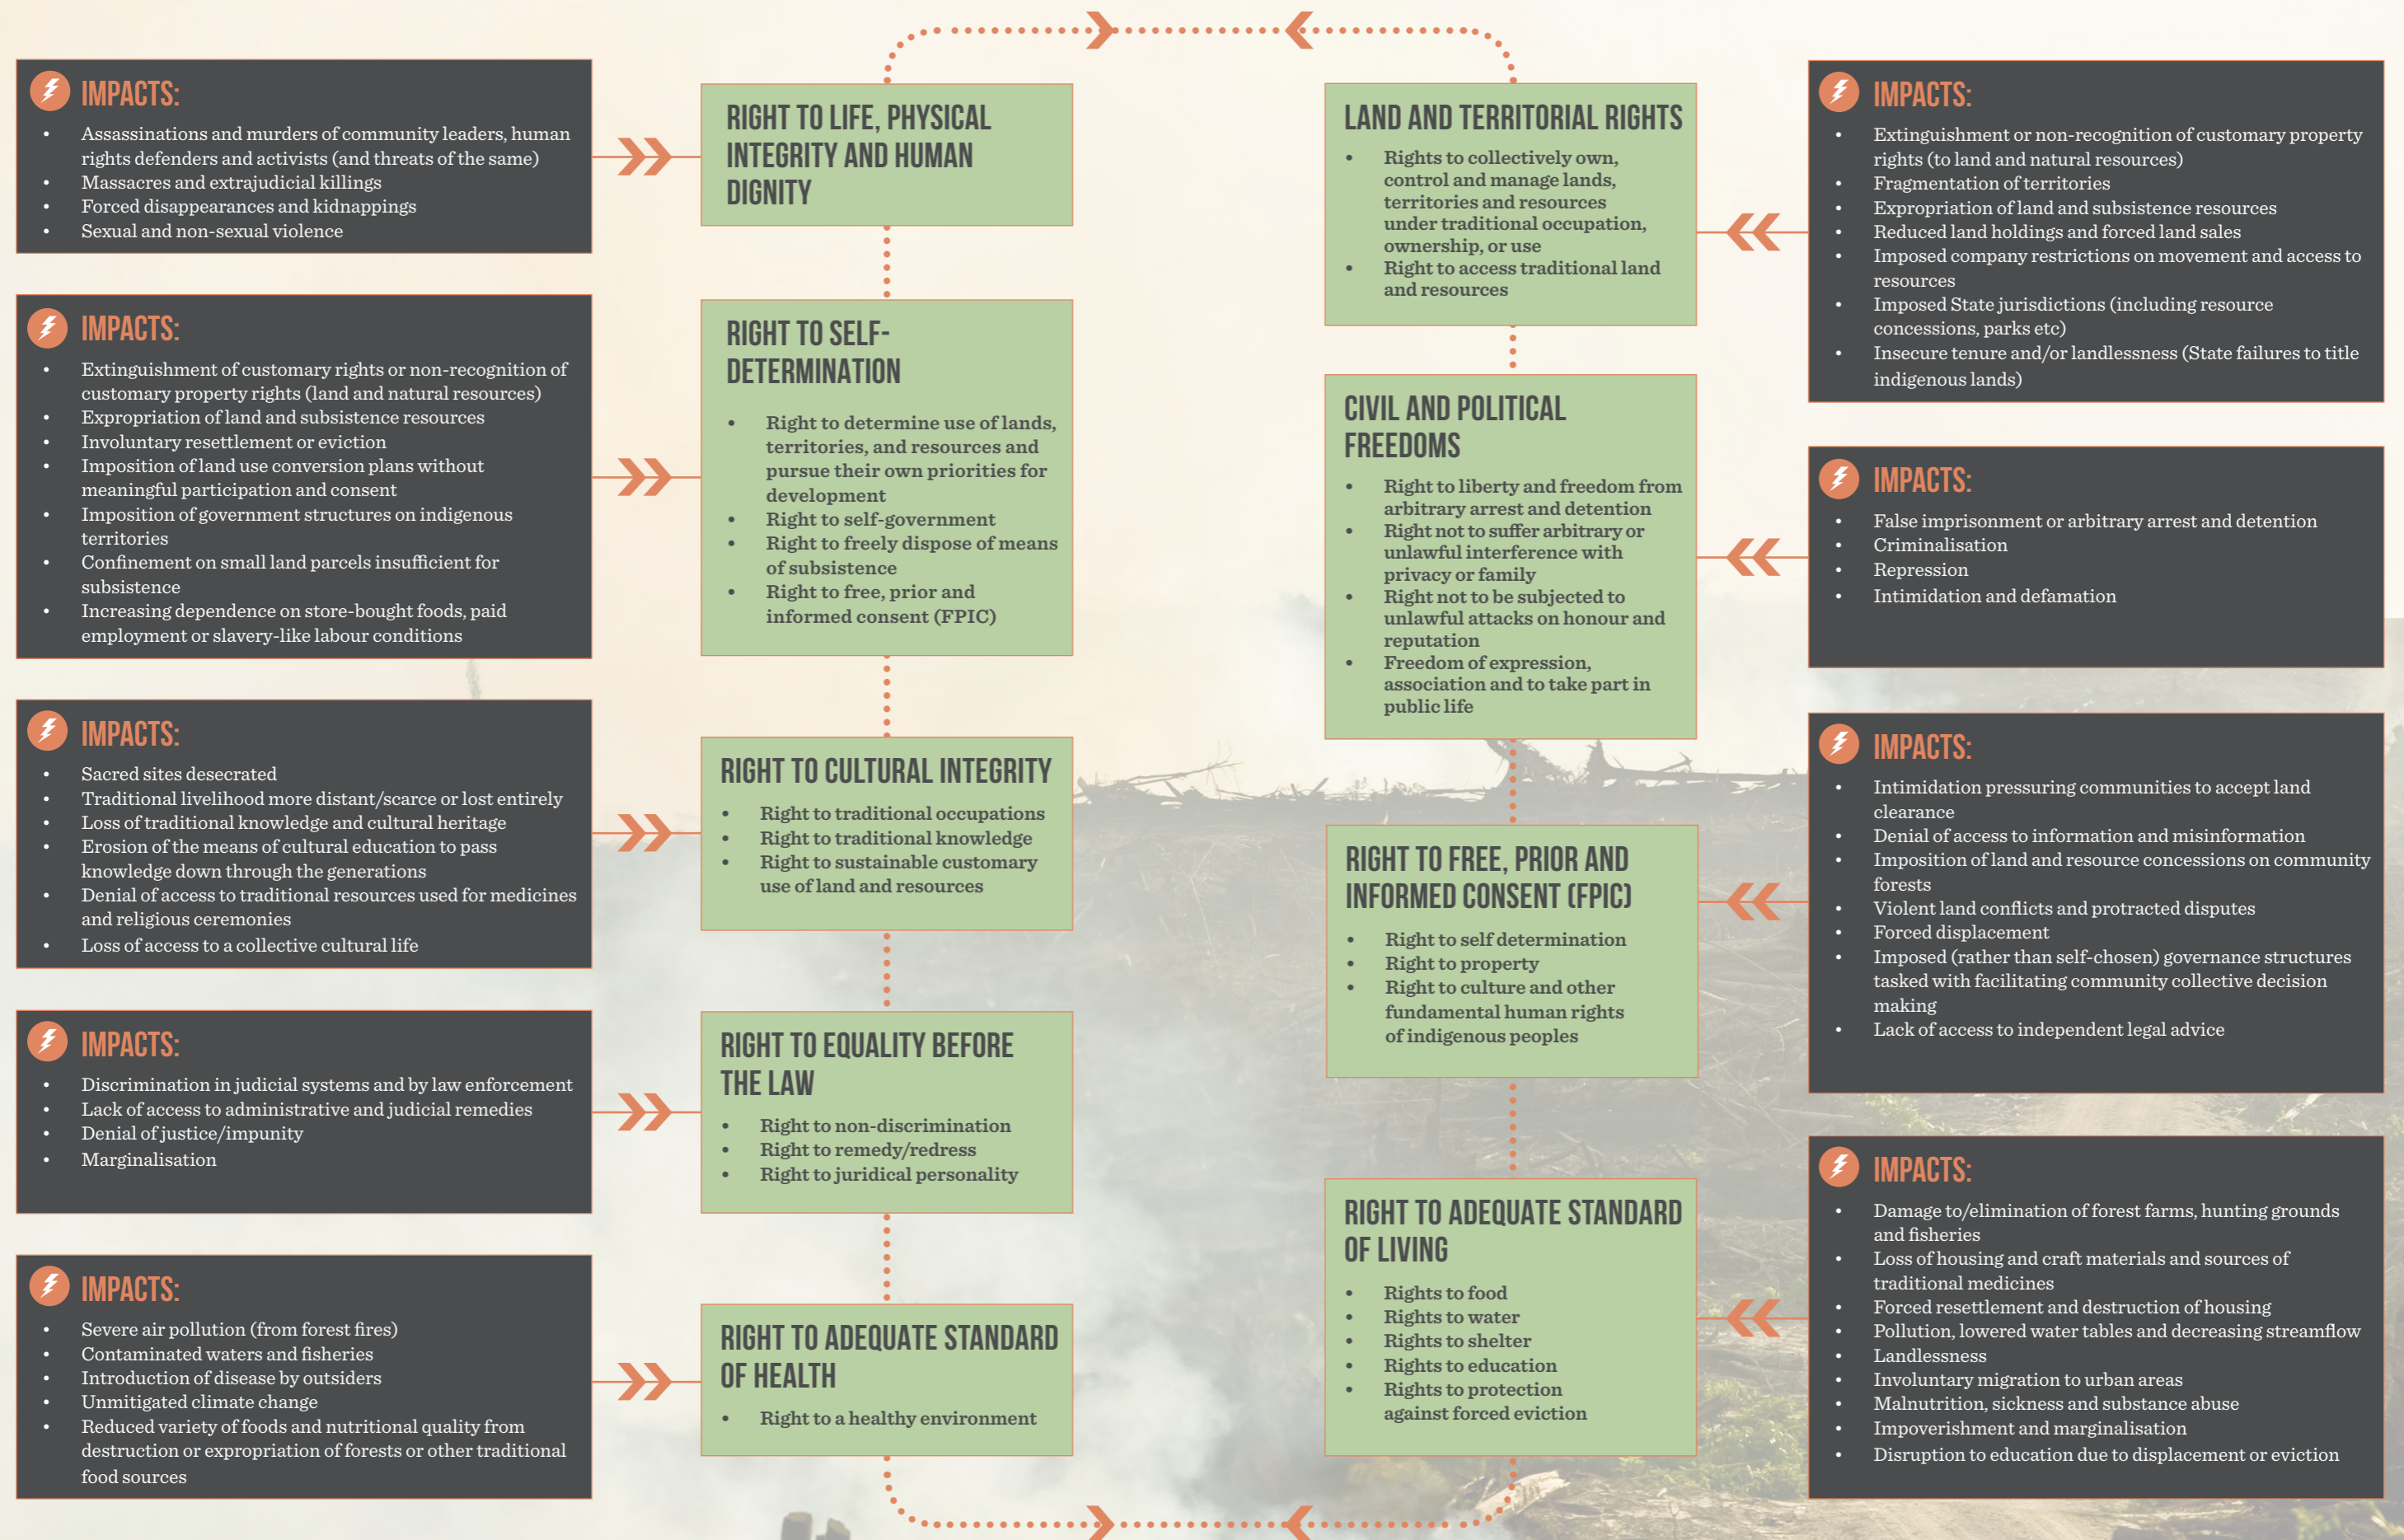 IMPACTS:
• Assassinations and murders of community leaders, human
rights defenders and activists (and threats of the same)
• Massacres and extrajudicial killings
• Forced disappearances and kidnappings
• Sexual and non-sexual violence
RIGHT TO LIFE, PHYSICAL
INTEGRITY AND HUMAN
DIGNITY
IMPACTS:
• Extinguishment of customary rights or non-recognition of
customary property rights (land and natural resources)
• Expropriation of land and subsistence resources
• Involuntary resettlement or eviction
• Imposition of land use conversion plans without
meaningful participation and consent
• Imposition of government structures on indigenous
territories
• Confinement on small land parcels insufficient for
subsistence
• Increasing dependence on store-bought foods, paid
employment or slavery-like labour conditions
RIGHT TO SELF-
DETERMINATION
• Right to determine use of lands,
territories, and resources and
pursue their own priorities for
development
• Right to self-government
• Right to freely dispose of means
of subsistence
• Right to free, prior and
informed consent (FPIC)
IMPACTS:
• Sacred sites desecrated
• Traditional livelihood more distant/scarce or lost entirely
• Loss of traditional knowledge and cultural heritage
• Erosion of the means of cultural education to pass
knowledge down through the generations
• Denial of access to traditional resources used for medicines
and religious ceremonies
• Loss of access to a collective cultural life
RIGHT TO CULTURAL INTEGRITY
• Right to traditional occupations
• Right to traditional knowledge
• Right to sustainable customary
use of land and resources
IMPACTS:
• Discrimination in judicial systems and by law enforcement
• Lack of access to administrative and judicial remedies
• Denial of justice/impunity
• Marginalisation
RIGHT TO EQUALITY BEFORE
THE LAW
• Right to non-discrimination
• Right to remedy/redress
• Right to juridical personality
IMPACTS:
• Severe air pollution (from forest fires)
• Contaminated waters and fisheries
• Introduction of disease by outsiders
• Unmitigated climate change
• Reduced variety of foods and nutritional quality from
destruction or expropriation of forests or other traditional
food sources
RIGHT TO ADEQUATE STANDARD
OF HEALTH
• Right to a healthy environment
LAND AND TERRITORIAL RIGHTS
• Rights to collectively own,
control and manage lands,
territories and resources
under traditional occupation,
ownership, or use
• Right to access traditional land
and resources
IMPACTS:
• Extinguishment or non-recognition of customary property
rights (to land and natural resources)
• Fragmentation of territories
• Expropriation of land and subsistence resources
• Reduced land holdings and forced land sales
• Imposed company restrictions on movement and access to
resources
• Imposed State jurisdictions (including resource
concessions, parks etc)
• Insecure tenure and/or landlessness (State failures to title
indigenous lands)
CIVIL AND POLITICAL
FREEDOMS
• Right to liberty and freedom from
arbitrary arrest and detention
• Right not to suffer arbitrary or
unlawful interference with
privacy or family
• Right not to be subjected to
unlawful attacks on honour and
reputation
• Freedom of expression,
association and to take part in
public life
IMPACTS:
• False imprisonment or arbitrary arrest and detention
• Criminalisation
• Repression
• Intimidation and defamation
RIGHT TO FREE, PRIOR AND
INFORMED CONSENT (FPIC)
• Right to self determination
• Right to property
• Right to culture and other
fundamental human rights
of indigenous peoples
IMPACTS:
• Intimidation pressuring communities to accept land
clearance
• Denial of access to information and misinformation
• Imposition of land and resource concessions on community
forests
• Violent land conflicts and protracted disputes
• Forced displacement
• Imposed (rather than self-chosen) governance structures
tasked with facilitating community collective decision
making
• Lack of access to independent legal advice
RIGHT TO ADEQUATE STANDARD
OF LIVING
• Rights to food
• Rights to water
• Rights to shelter
• Rights to education
• Rights to protection
against forced eviction
IMPACTS:
• Damage to/elimination of forest farms, hunting grounds
and fisheries
• Loss of housing and craft materials and sources of
traditional medicines
• Forced resettlement and destruction of housing
• Pollution, lowered water tables and decreasing streamflow
• Landlessness
• Involuntary migration to urban areas
• Malnutrition, sickness and substance abuse
• Impoverishment and marginalisation
• Disruption to education due to displacement or eviction